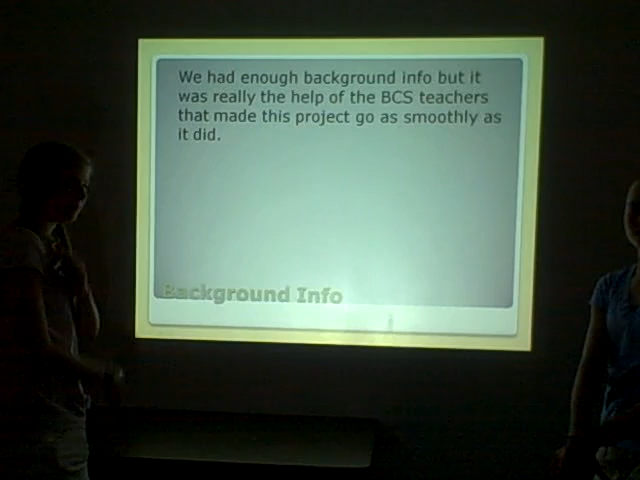 We had enough background info but it
was really the help of the BCS teachers
that made this project go as smoothly as
it did.
Background Info